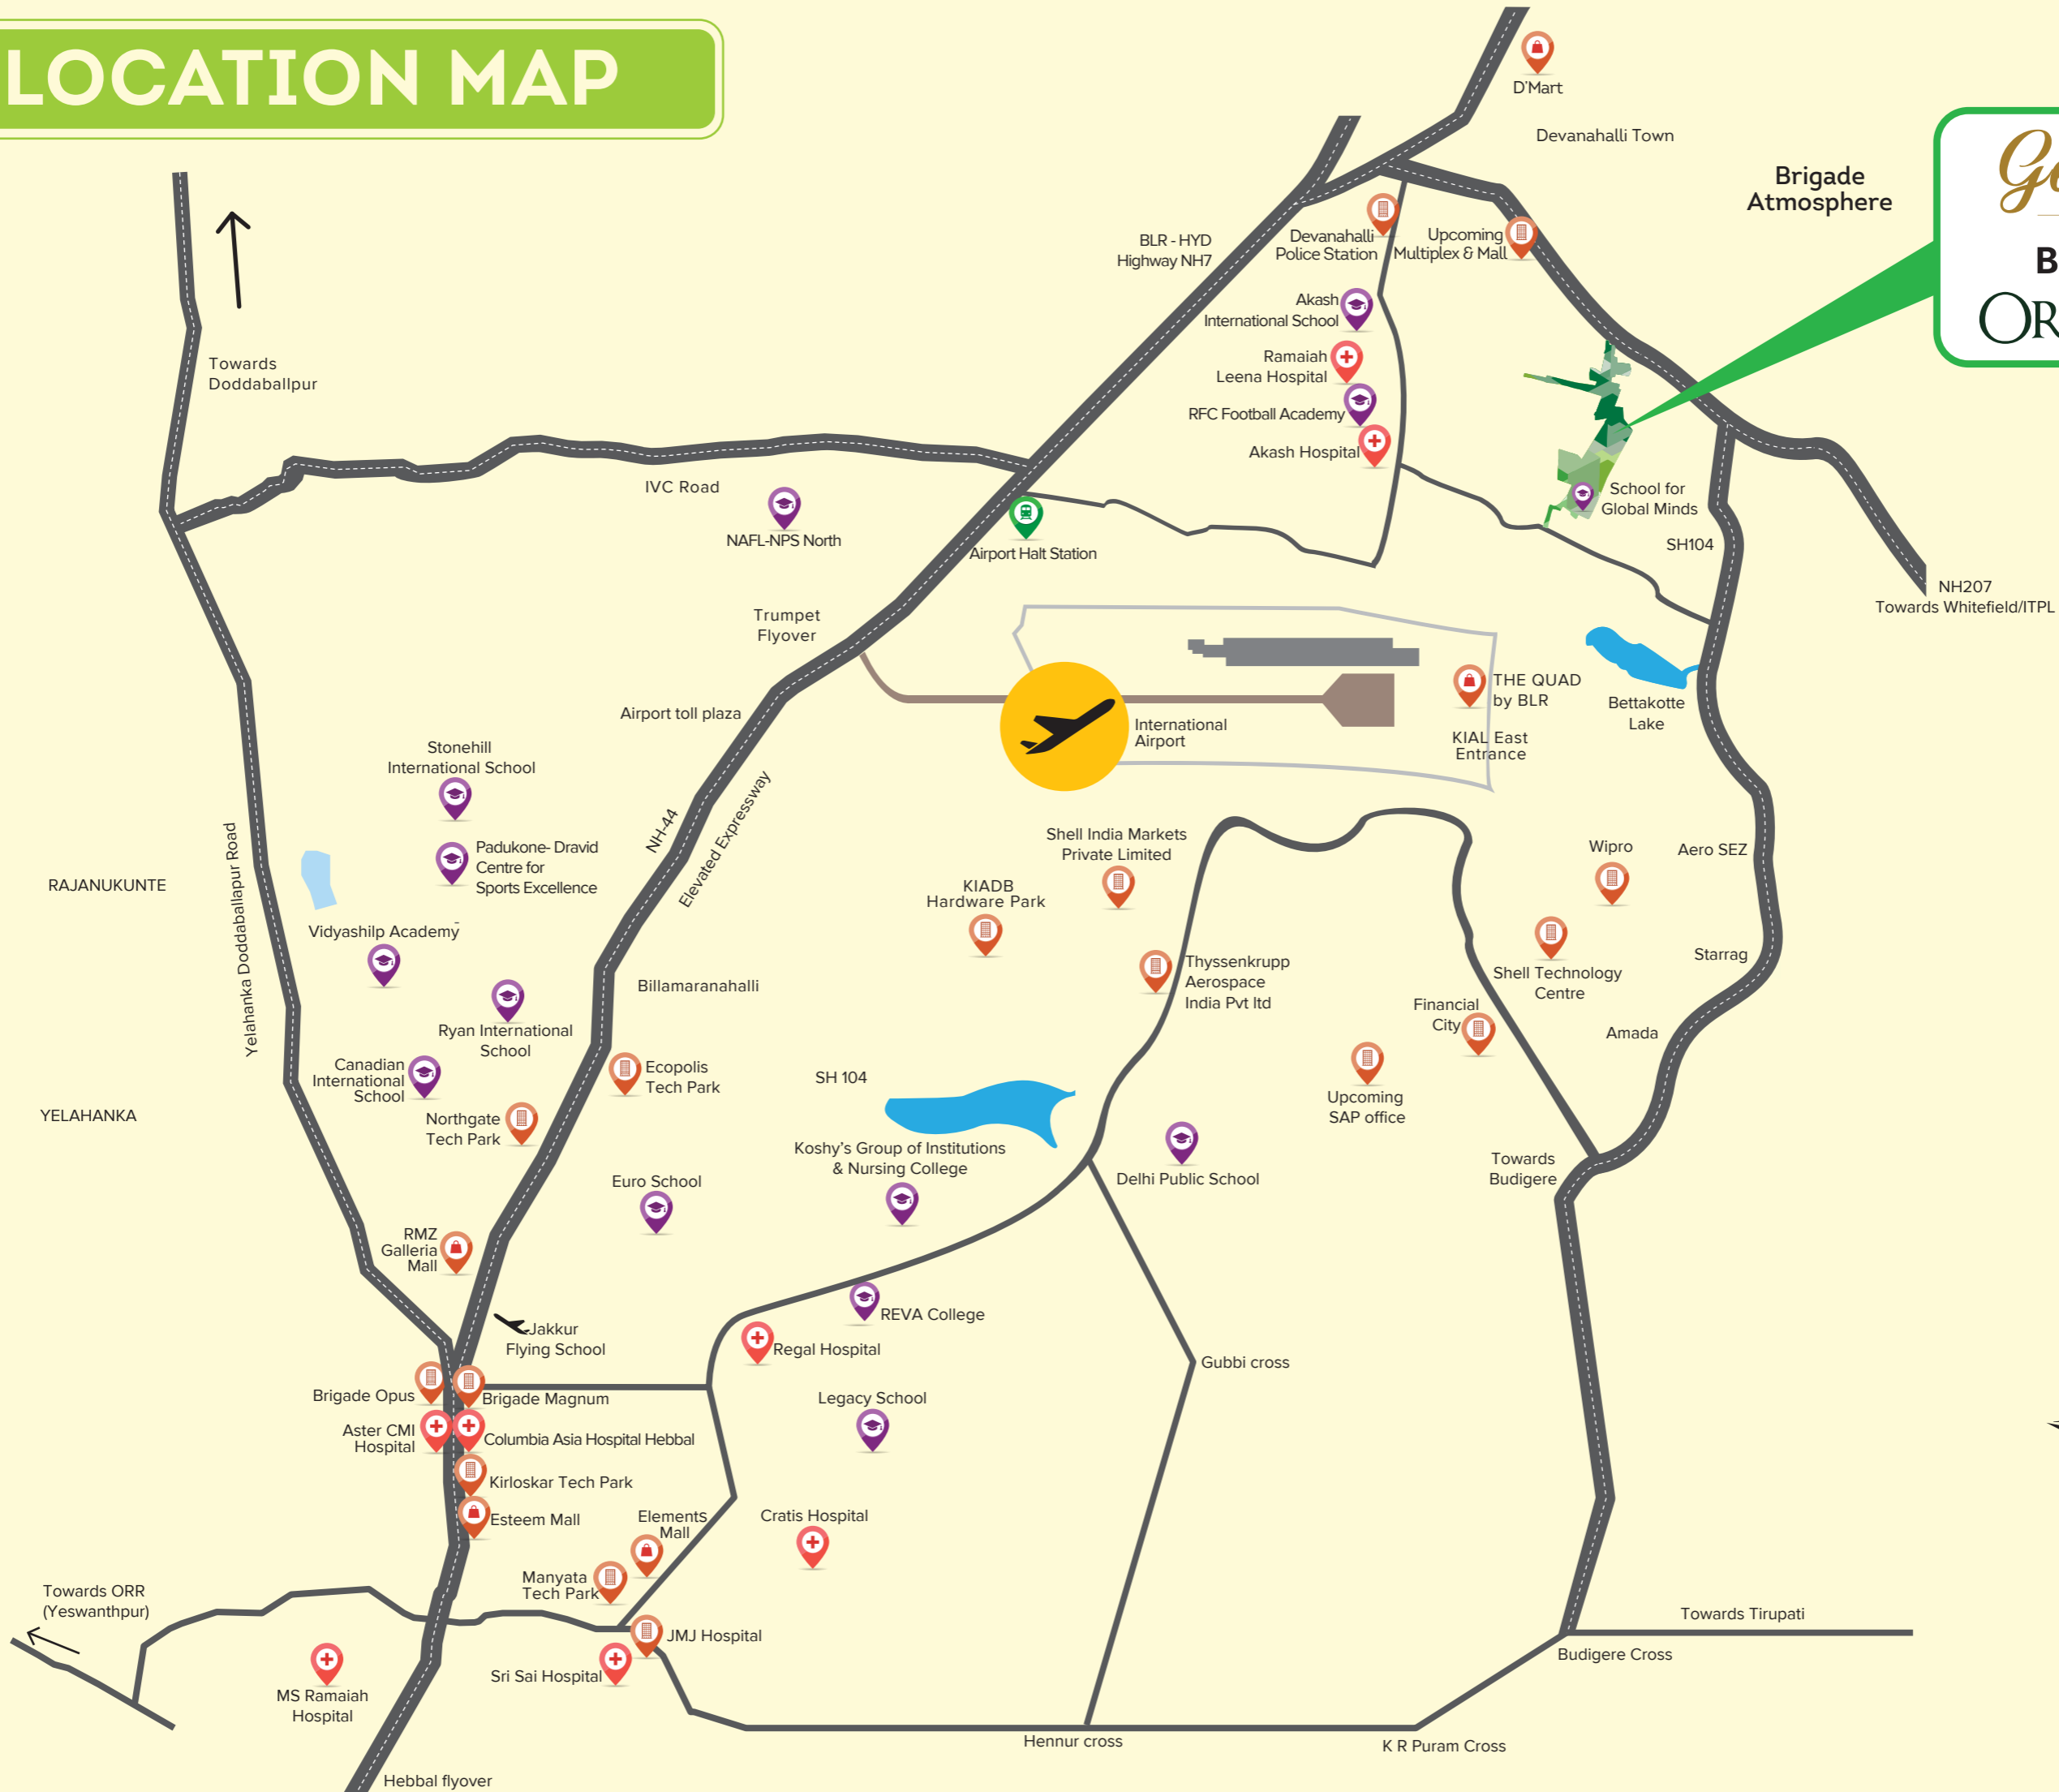 LOCATION MAP
D'Mart
Devanahalli Town
Brigade
Atmosphere
BLR - HYD
Highway NH7
Devanahalli
Police Station
Upcoming
Multiplex & Mall
Akash
International School
Ramaiah
Leena Hospital
RFC Football Academy
Akash Hospital
Towards
Doddaballpur
IVC Road
NAFL-NPS North
Airport Halt Station
School for
Global Minds
SH104
NH207
Towards Whitefield/ITPL
Trumpet
Flyover
Airport toll plaza
International
Airport
THE QUAD
by BLR
KIAL East
Entrance
Bettakotte
Lake
Stonehill
International School
Padukone- Dravid
Centre for
Sports Excellence
NH-44
Elevated Expressway
Yelahanka Doddaballapur Road
RAJANUKUNTE
Vidyashilp Academy
Shell India Markets
Private Limited
KIADB
Hardware Park
Wipro
Aero SEZ
Thyssenkrupp
Aerospace
India Pvt ltd
Shell Technology
Centre
Starrag
Financial
City
Amada
Billamaranahalli
Ryan International
School
Canadian
International
School
Ecopolis
Tech Park
SH 104
Northgate
Tech Park
YELAHANKA
Upcoming
SAP office
Koshy's Group of Institutions
& Nursing College
Delhi Public School
Towards
Budigere
Euro School
RMZ
Galleria
Mall
Jakkur
Flying School
REVA College
Regal Hospital
Gubbi cross
Brigade Opus
Brigade Magnum
Legacy School
Aster CMI
Hospital
Columbia Asia Hospital Hebbal
Kirloskar Tech Park
Esteem Mall
Elements
Mall
Cratis Hospital
Manyata
Tech Park
Towards ORR
(Yeswanthpur)
JMJ Hospital
Sri Sai Hospital
MS Ramaiah
Hospital
Towards Tirupati
Budigere Cross
Hennur cross
K R Puram Cross
Hebbal flyover